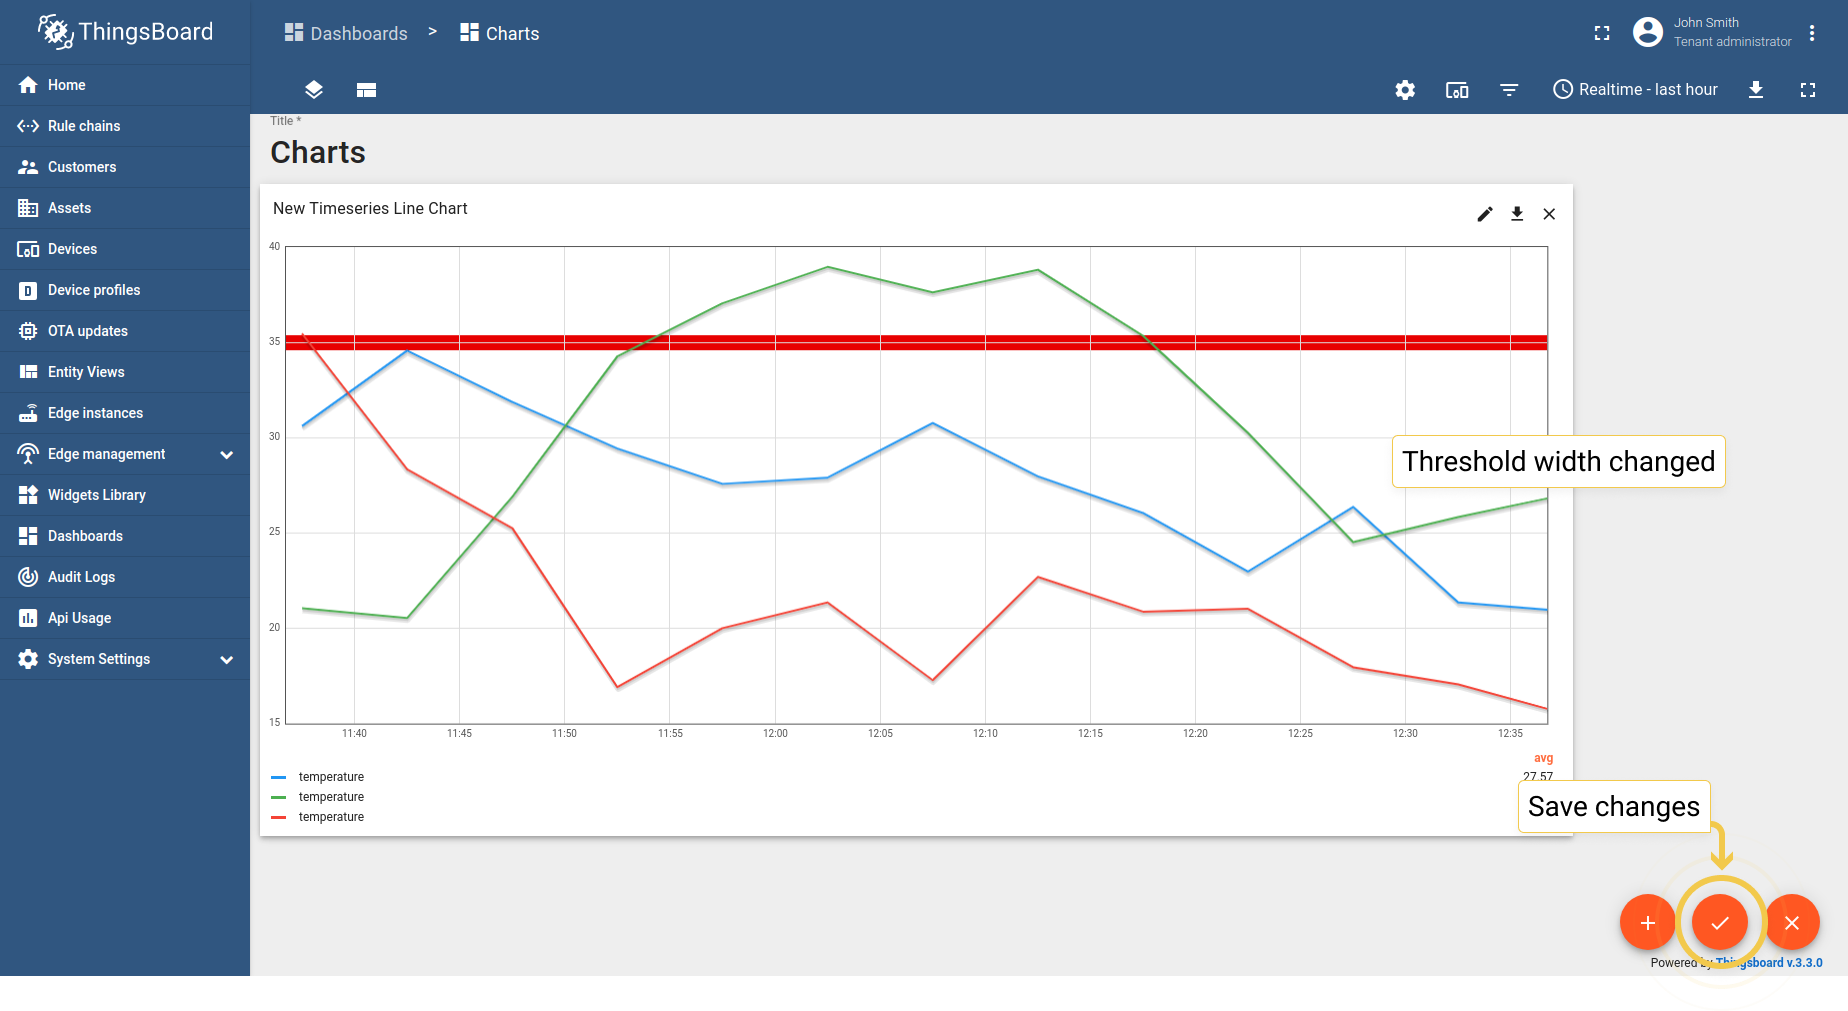 ThingsBoard
Dashboards > Charts
John Smith
Tenant administrator
Home
Rule chains
Customers
Assets
Devices
Device profiles
OTA updates
Entity Views
Edge instances
Edge management
Widgets Library
Dashboards
Audit Logs
Api Usage
System Settings
Realtime - last hour
Title *
Charts
New Timeseries Line Chart
40
35
30
25
20
15
11:40 11:45 11:50 11:55 12:00 12:05 12:10 12:15 12:20 12:25 12:30 12:35
Threshold width changed
avg
temperature 27.57
temperature
temperature
Save changes
Powered by Thingsboard v.3.3.0